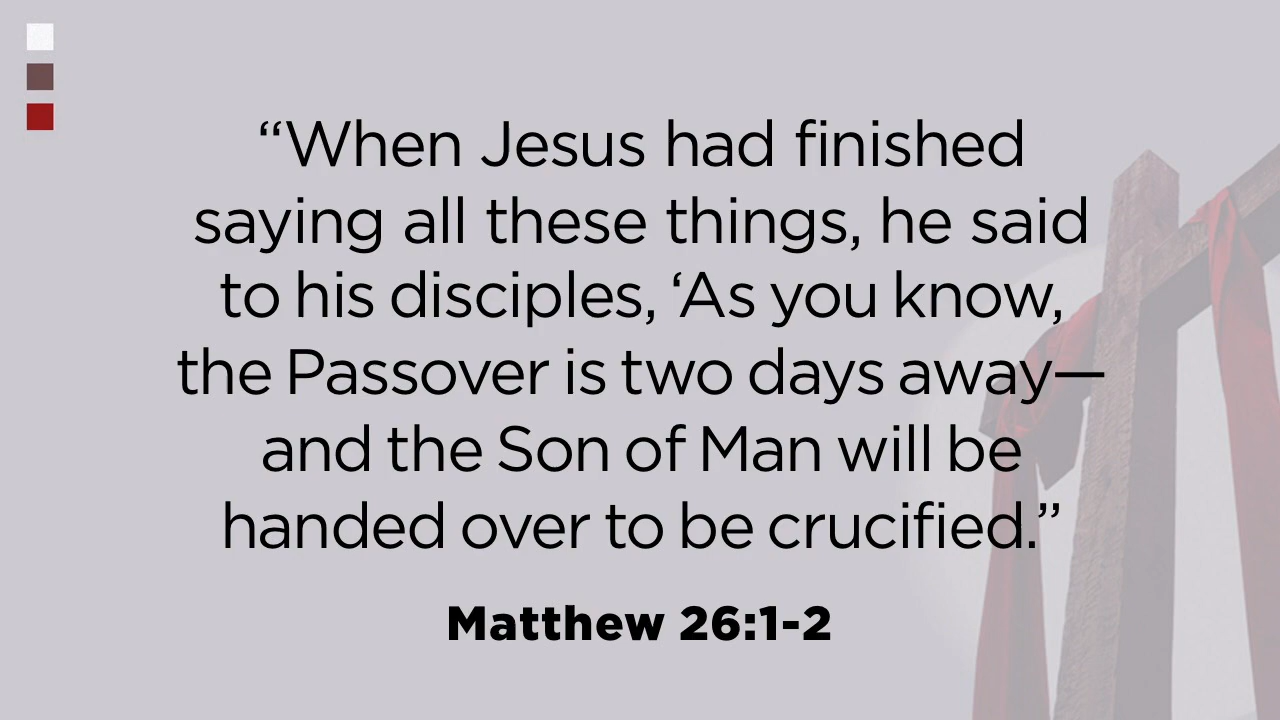 “When Jesus had finished
saying all these things, he said
to his disciples, ‘As you know,
the Passover is two days away—
and the Son of Man will be
handed over to be crucified.”
Matthew 26:1-2